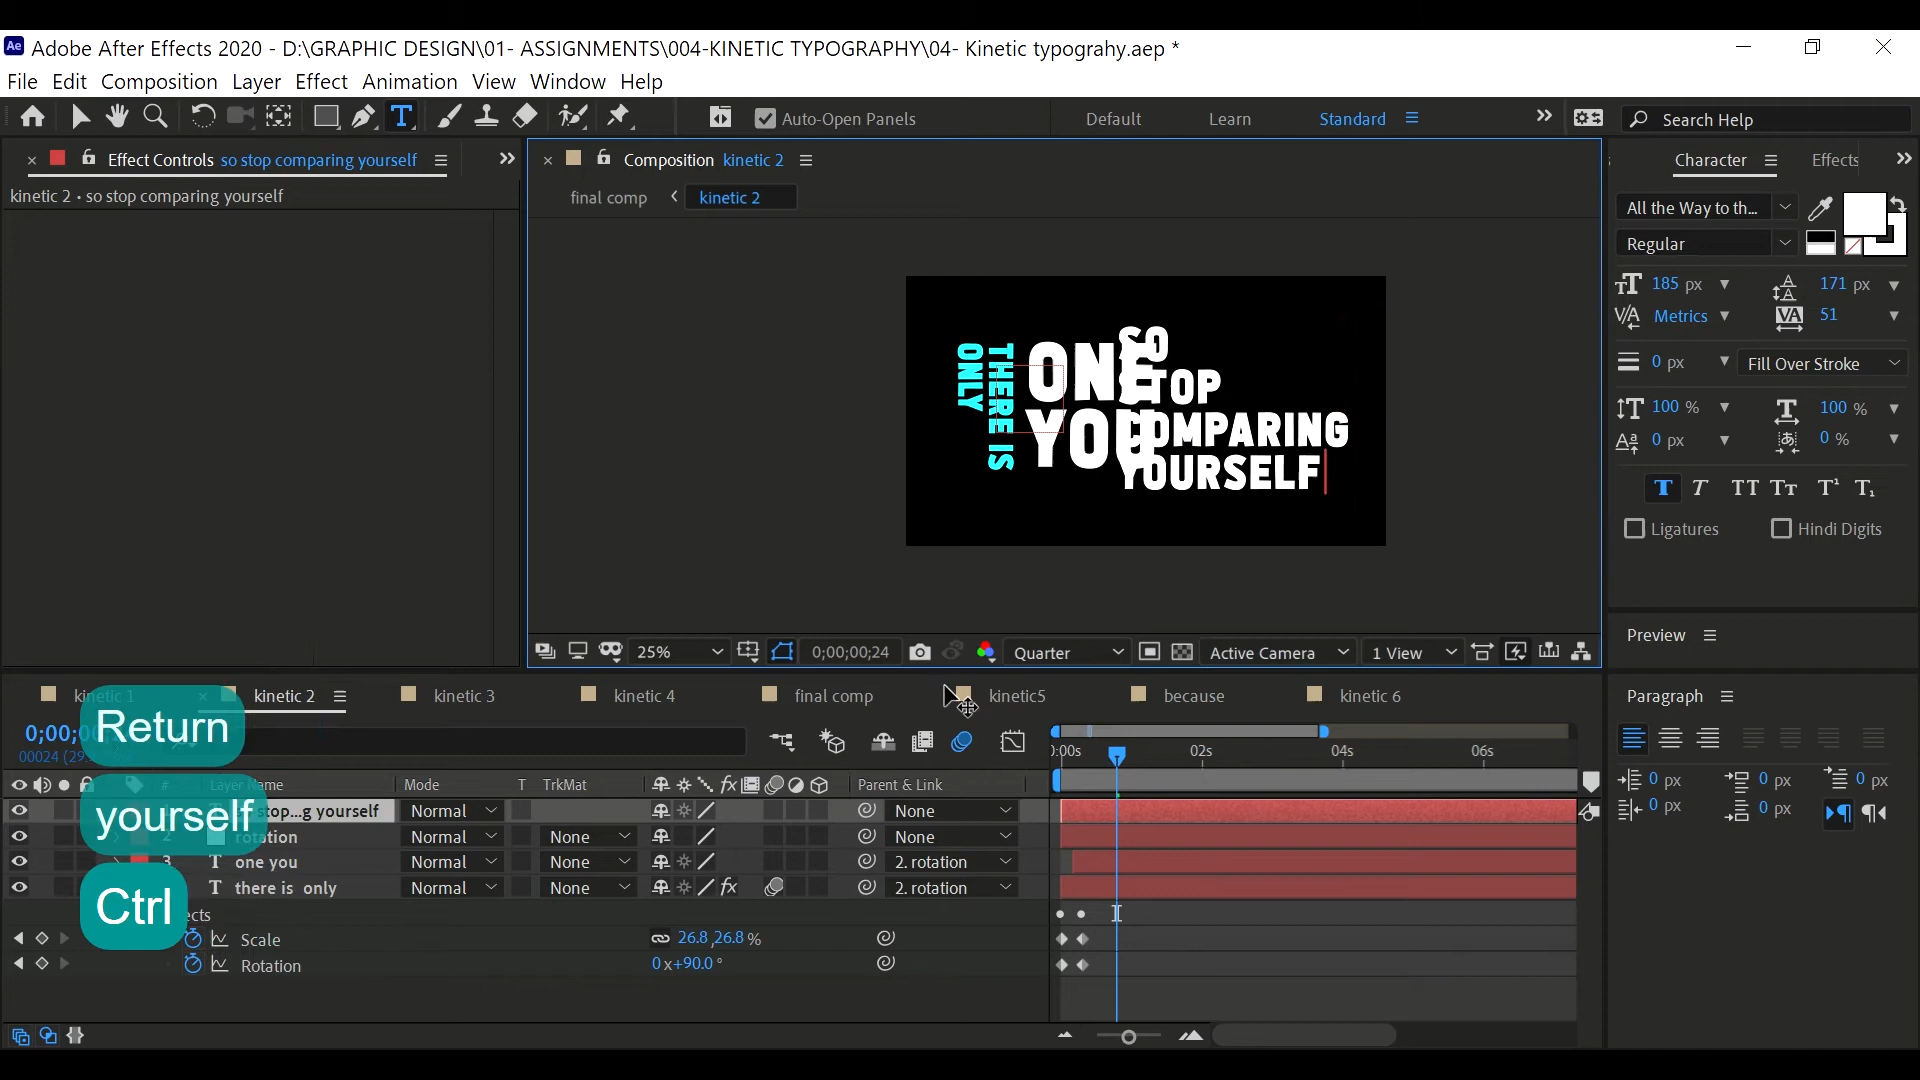 Adobe After Effects 2020 - D:\GRAPHIC DESIGN\01- ASSIGNMENTS\004-KINETIC TYPOGRAPHY\04- Kinetic typograhy.aep *
File Edit Composition Layer Effect Animation View Window Help
Auto-Open Panels Default Learn Standard Search Help
Effect Controls so stop comparing yourself
Composition kinetic 2
Character Effects
kinetic 2 • so stop comparing yourself
final comp kinetic 2
All the Way to th...
Regular
185 px 171 px
Metrics 51
0 px Fill Over Stroke
100 % 100 %
0 px 0 %
Ligatures Hindi Digits
THERE IS
ONLY
ONE
YOU
SO
STOP
COMPARING
YOURSELF
25% 0;00;00;24 Quarter Active Camera 1 View
Preview
Paragraph
0 px 0 px 0 px
0 px 0 px
kinetic 2 kinetic 3 kinetic 4 final comp kinetic5 because kinetic 6
Return
yourself
Ctrl
02s 04s 06s
Layer Name Mode T TrkMat Parent & Link
stop...g yourself Normal None
2 rotation Normal None None
3 T one you Normal None 2. rotation
T there is only Normal None 2. rotation
Scale 26.8,26.8 %
Rotation 0x+90.0°